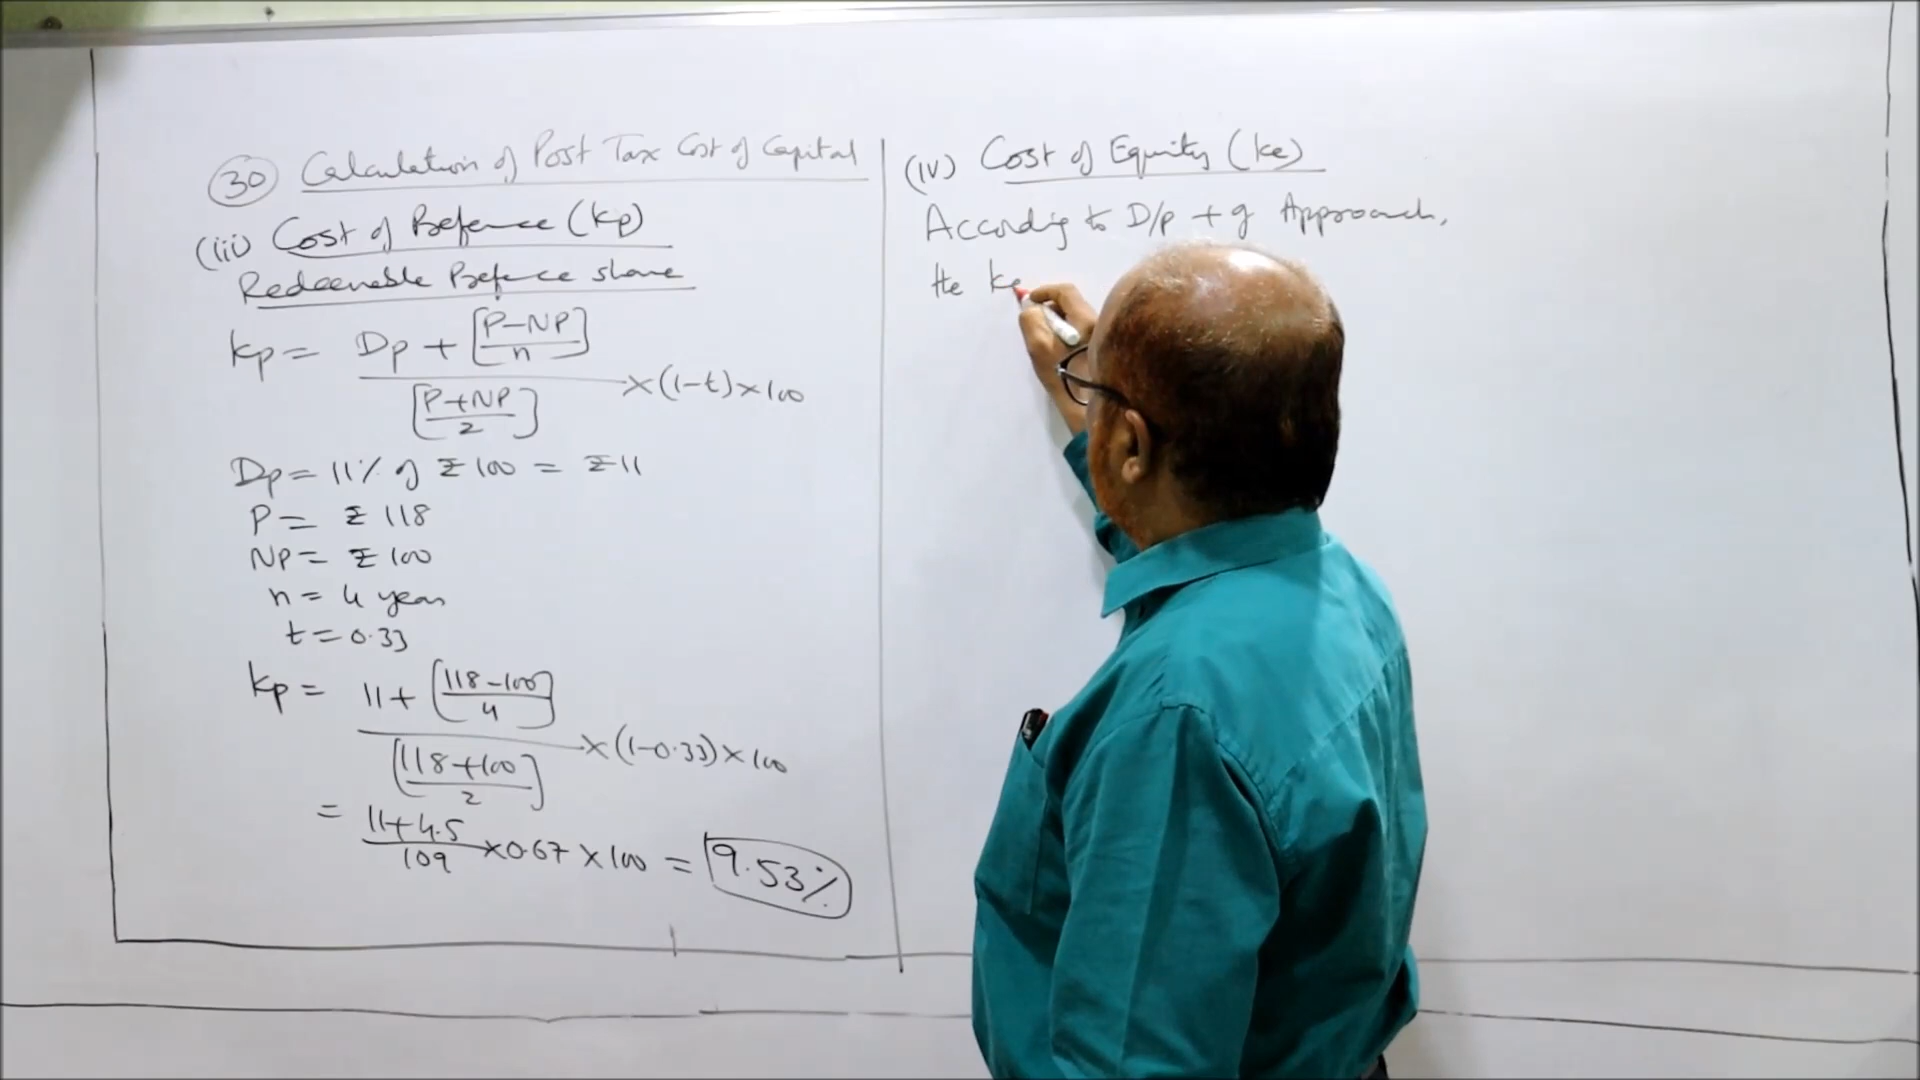 30 Calculation of Post Tax Cost of Capital
(iii) Cost of Preference (kp)
Redeemable Preference share
kp = Dp + [P-NP / n] / [P+NP / 2] × (1-t) × 100
Dp = 11% of ₹100 = ₹11
P = ₹118
NP = ₹100
n = 4 years
t = 0.33
kp = 11 + [118-100 / 4] / [118+100 / 2] × (1-0.33) × 100
= 11+4.5 / 109 × 0.67 × 100 = 9.53%
(iv) Cost of Equity (ke)
According to D/p + g Approach,
the ke